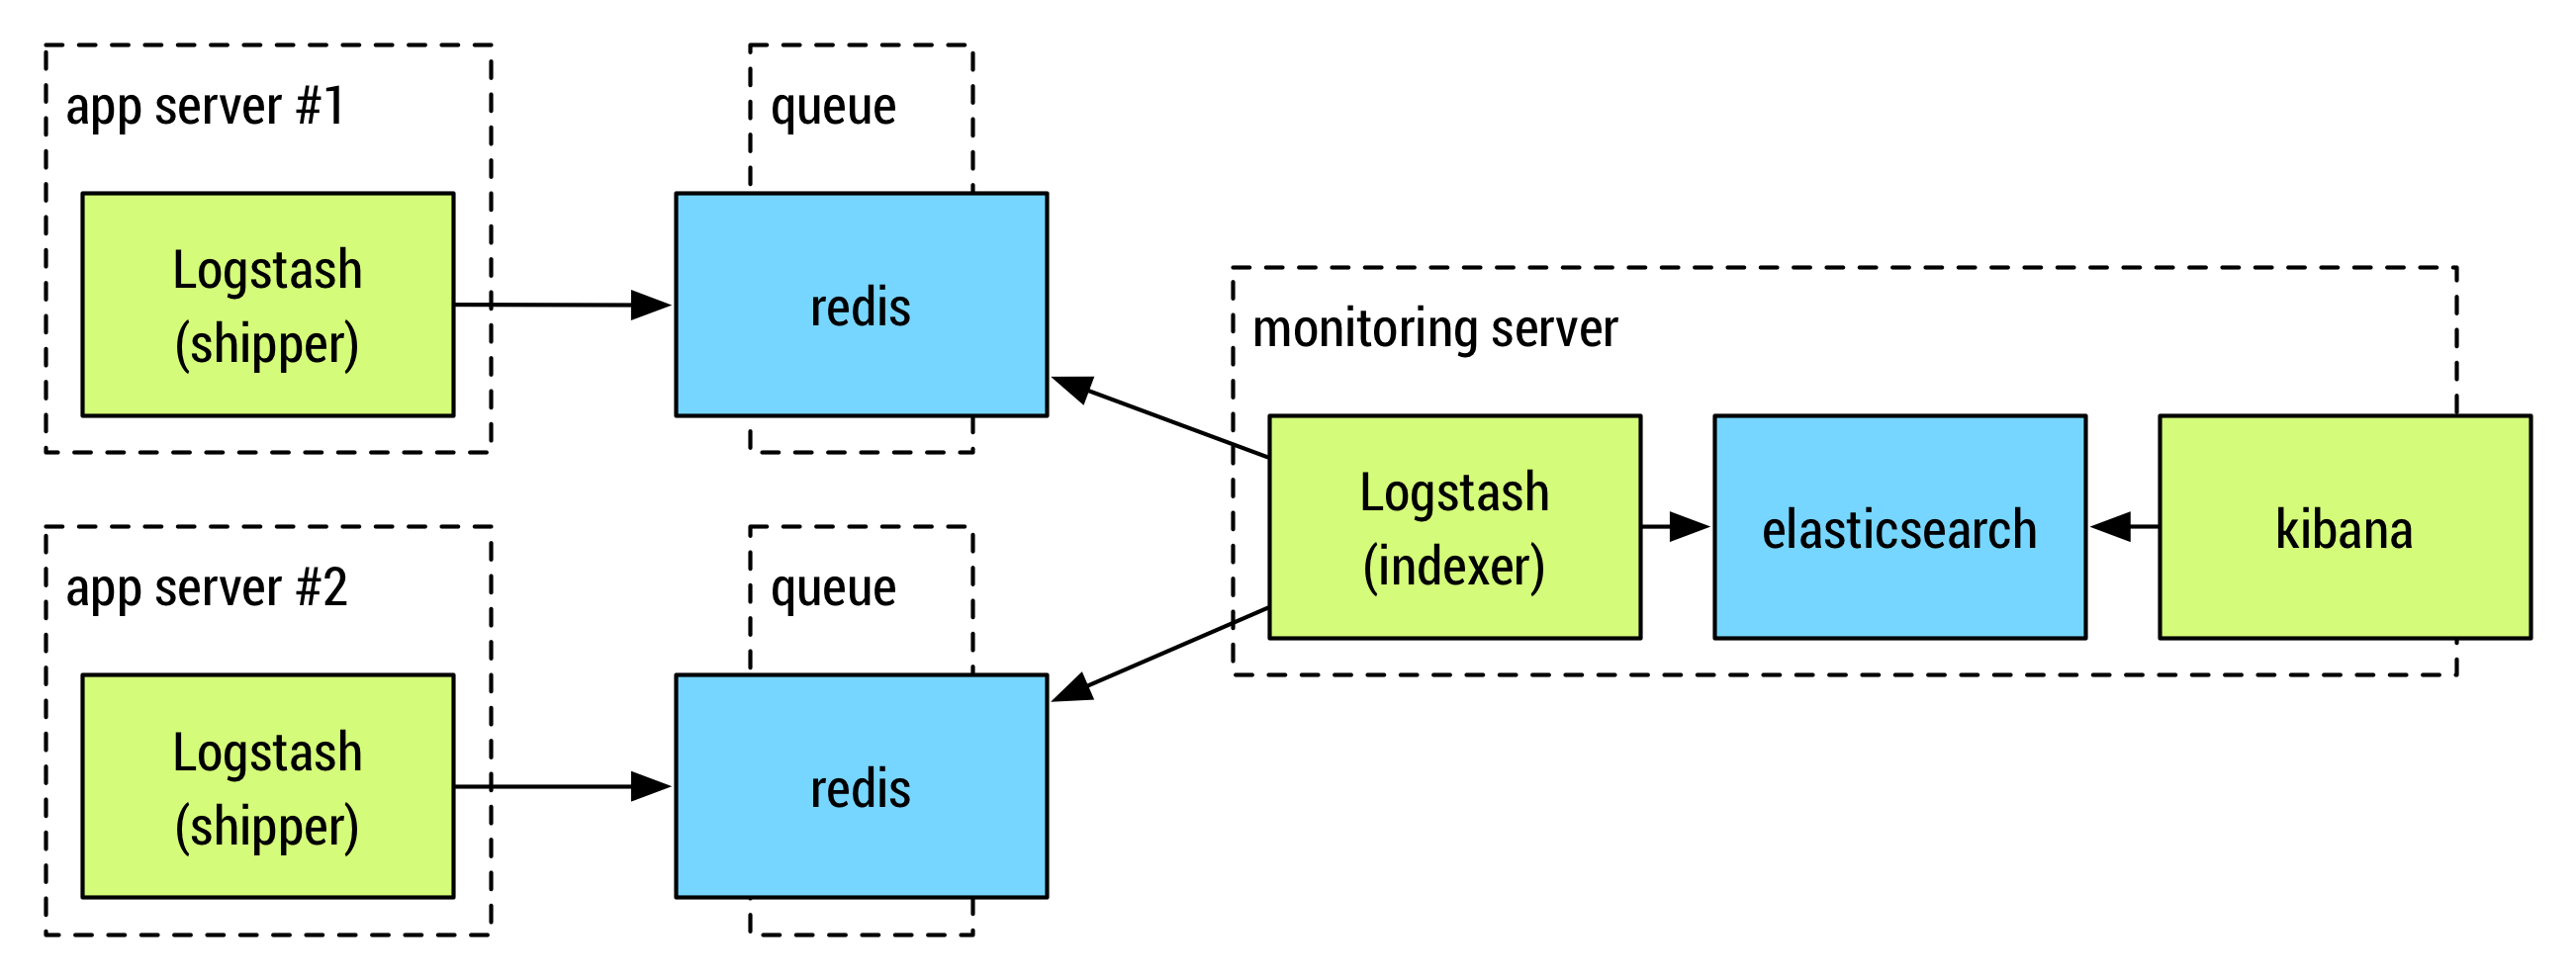 app server #1
Logstash
(shipper)
queue
redis
app server #2
Logstash
(shipper)
queue
redis
monitoring server
Logstash
(indexer)
elasticsearch
kibana